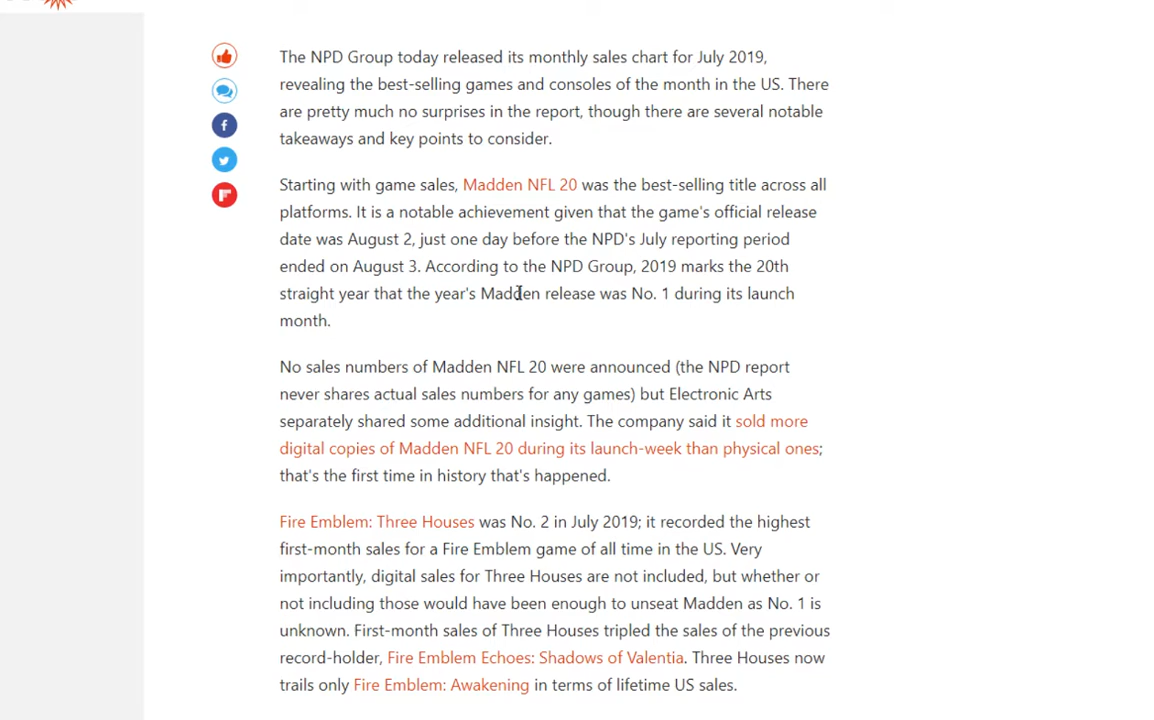 The NPD Group today released its monthly sales chart for July 2019,
revealing the best-selling games and consoles of the month in the US. There
are pretty much no surprises in the report, though there are several notable
takeaways and key points to consider.
Starting with game sales, Madden NFL 20 was the best-selling title across all
platforms. It is a notable achievement given that the game's official release
date was August 2, just one day before the NPD's July reporting period
ended on August 3. According to the NPD Group, 2019 marks the 20th
straight year that the year's Madden release was No. 1 during its launch
month.
No sales numbers of Madden NFL 20 were announced (the NPD report
never shares actual sales numbers for any games) but Electronic Arts
separately shared some additional insight. The company said it sold more
digital copies of Madden NFL 20 during its launch-week than physical ones;
that's the first time in history that's happened.
Fire Emblem: Three Houses was No. 2 in July 2019; it recorded the highest
first-month sales for a Fire Emblem game of all time in the US. Very
importantly, digital sales for Three Houses are not included, but whether or
not including those would have been enough to unseat Madden as No. 1 is
unknown. First-month sales of Three Houses tripled the sales of the previous
record-holder, Fire Emblem Echoes: Shadows of Valentia. Three Houses now
trails only Fire Emblem: Awakening in terms of lifetime US sales.